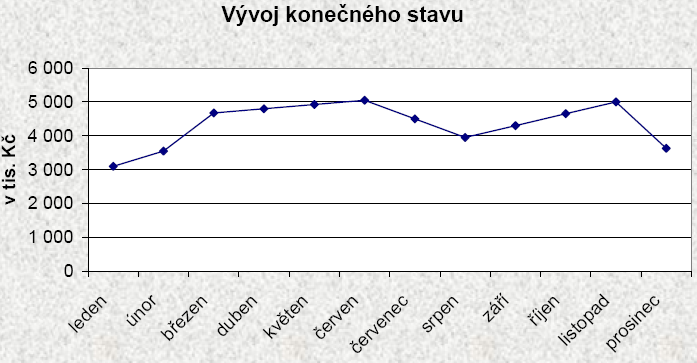 Vývoj konečného stavu
v tis. Kč
6 000
5 000
4 000
3 000
2 000
1 000
0
leden
únor
březen
duben
květen
červen
červenec
srpen
září
říjen
listopad
prosinec